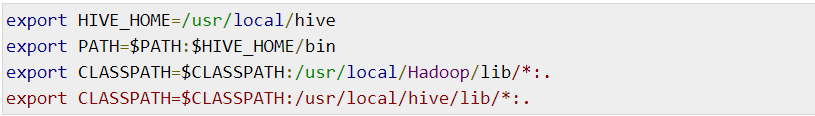 export HIVE_HOME=/usr/local/hive
export PATH=$PATH:$HIVE_HOME/bin
export CLASSPATH=$CLASSPATH:/usr/local/Hadoop/lib/*:.
export CLASSPATH=$CLASSPATH:/usr/local/hive/lib/*:.